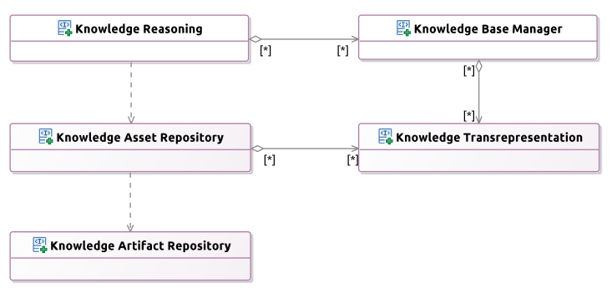 Knowledge Reasoning
Knowledge Base Manager
[*]
[*]
[*]
[*]
Knowledge Asset Repository
Knowledge Transrepresentation
[*]
[*]
Knowledge Artifact Repository